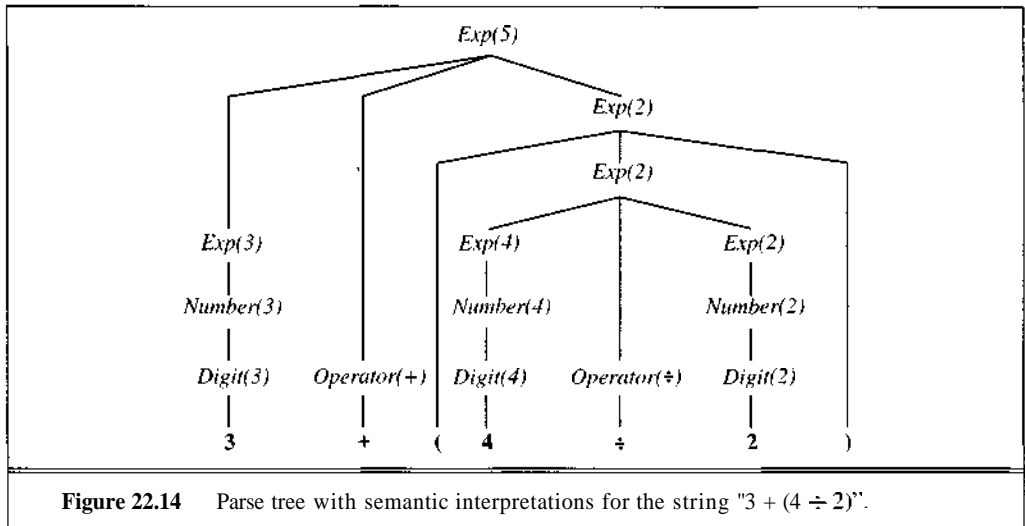 Exp(5)
Exp(2)
Exp(2)
Exp(3) Exp(4) Exp(2)
Number(3) Number(4) Number(2)
Digit(3) Operator(+) Digit(4) Operator(÷) Digit(2)
3 + ( 4 ÷ 2 )
Figure 22.14 Parse tree with semantic interpretations for the string "3 + (4 ÷ 2)".